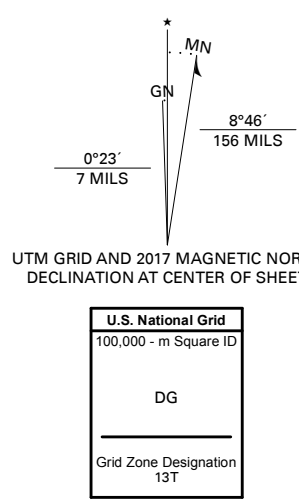 ★
MN
GN
8°46´
156 MILS
0°23´
7 MILS
UTM GRID AND 2017 MAGNETIC NOR
DECLINATION AT CENTER OF SHEET
U.S. National Grid
100,000 - m Square ID
DG
Grid Zone Designation
13T